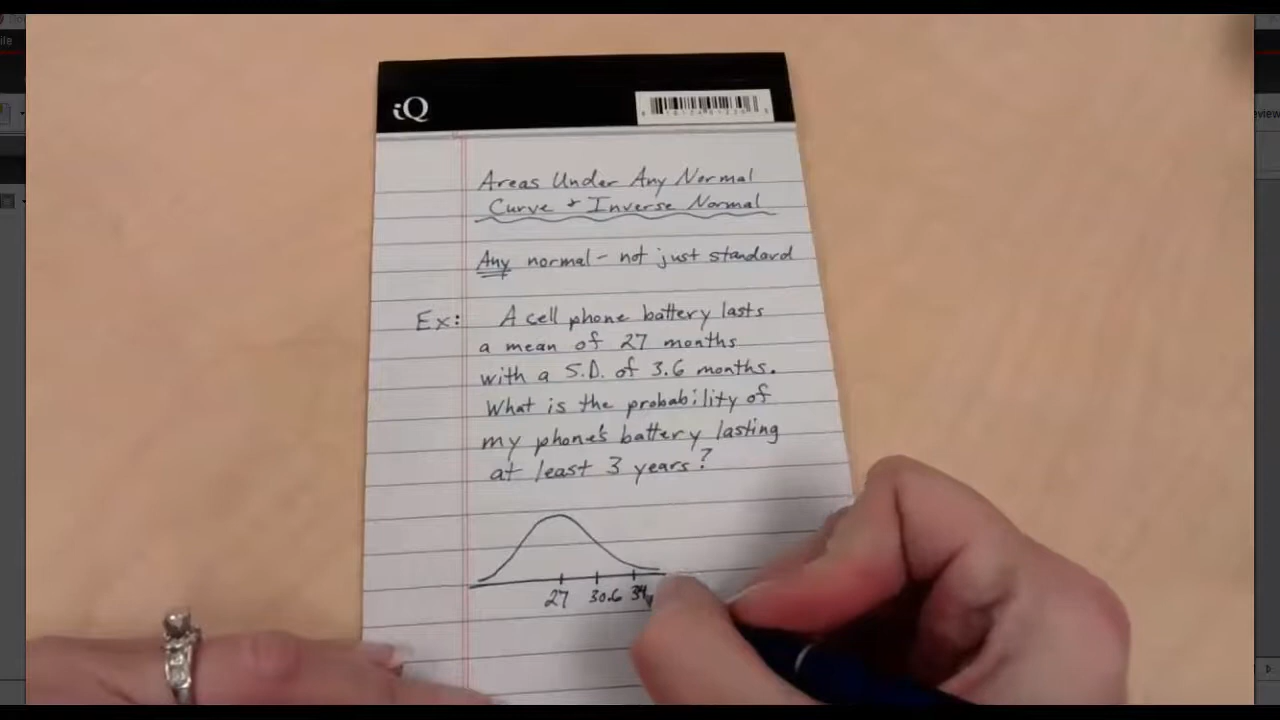 iQ
Areas Under Any Normal
Curve + Inverse Normal
Any normal - not just standard
Ex: A cell phone battery lasts
a mean of 27 months
with a S.D. of 3.6 months.
What is the probability of
my phone's battery lasting
at least 3 years?
27 30.6 34